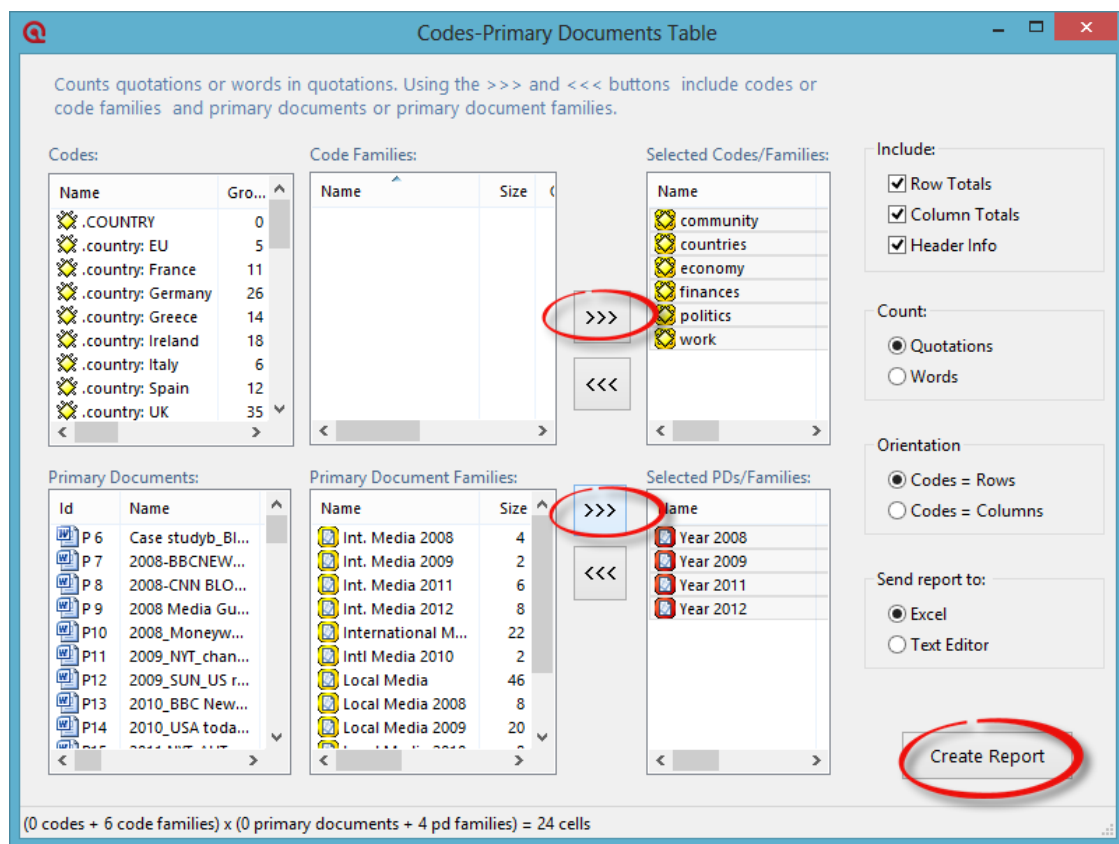 Codes-Primary Documents Table
Counts quotations or words in quotations. Using the >>> and <<< buttons include codes or
code families and primary documents or primary document families.
Codes:
Name Gro...
.COUNTRY 0
.country: EU 5
.country: France 11
.country: Germany 26
.country: Greece 14
.country: Ireland 18
.country: Italy 6
.country: Spain 12
.country: UK 35
Code Families:
Name Size
>>>
<<<
Selected Codes/Families:
Name
community
countries
economy
finances
politics
work
Include:
Row Totals
Column Totals
Header Info
Count:
Quotations
Words
Orientation
Codes = Rows
Codes = Columns
Send report to:
Excel
Text Editor
Create Report
Primary Documents:
Id Name
P 6 Case studyb_Bl...
P 7 2008-BBCNEW...
P 8 2008-CNN BLO...
P 9 2008 Media Gu...
P10 2008_Moneyw...
P11 2009_NYT_chan...
P12 2009_SUN_US r...
P13 2010_BBC New...
P14 2010_USA toda...
Primary Document Families:
Name Size
Int. Media 2008 4
Int. Media 2009 2
Int. Media 2011 6
Int. Media 2012 8
International M... 22
Intl Media 2010 2
Local Media 46
Local Media 2008 8
Local Media 2009 20
>>>
<<<
Selected PDs/Families:
Name
Year 2008
Year 2009
Year 2011
Year 2012
(0 codes + 6 code families) x (0 primary documents + 4 pd families) = 24 cells